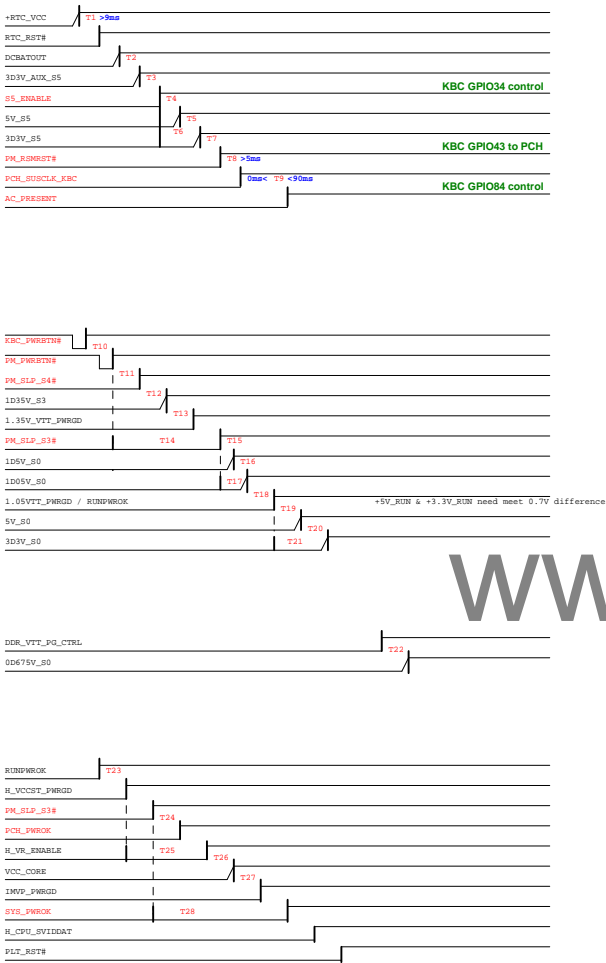 +RTC_VCC T1 >9ms
RTC_RST#
DCBATOUT T2
3D3V_AUX_S5 T3
S5_ENABLE T4 KBC GPIO34 control
5V_S5 T5
T6
3D3V_S5 T7
PM_RSMRST# T8 >5ms KBC GPIO43 to PCH
PCH_SUSCLK_KBC 0ms< T9 <90ms
AC_PRESENT KBC GPIO84 control
KBC_PWRBTN# T10
PM_PWRBTN# T11
PM_SLP_S4#
1D35V_S3 T12
1.35V_VTT_PWRGD T13
PM_SLP_S3# T14 T15
1D5V_S0 T16
1D05V_S0 T17
1.05VTT_PWRGD / RUNPWROK T18 +5V_RUN & +3.3V_RUN need meet 0.7V difference
5V_S0 T19
3D3V_S0 T20
T21
WW
DDR_VTT_PG_CTRL
0D675V_S0 T22
RUNPWROK T23
H_VCCST_PWRGD
PM_SLP_S3# T24
PCH_PWROK
H_VR_ENABLE T25
VCC_CORE T26
IMVP_PWRGD T27
SYS_PWROK T28
H_CPU_SVIDDAT
PLT_RST#